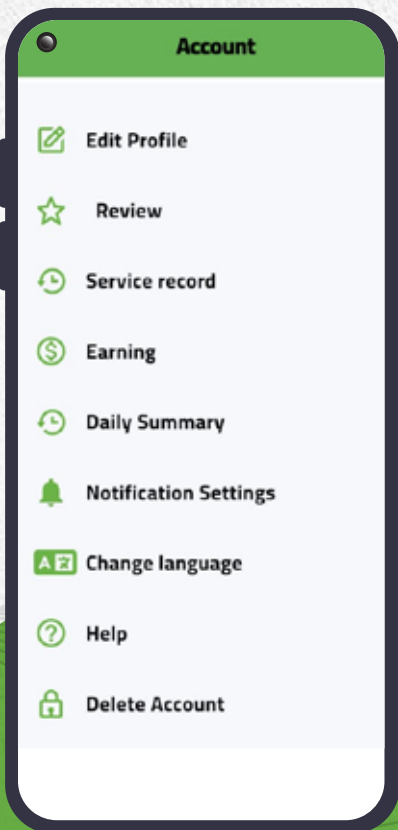 Account
Edit Profile
Review
Service record
Earning
Daily Summary
Notification Settings
Change language
Help
Delete Account